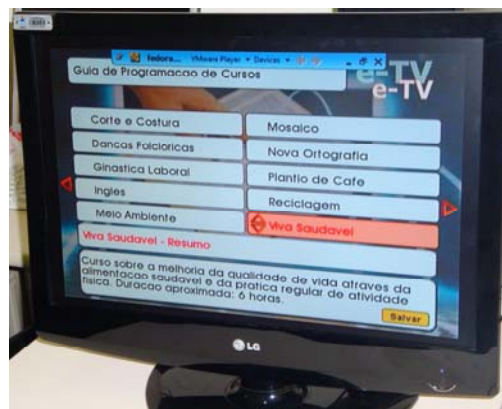 fedora... VMware Player Devices
Guia de Programacao de Cursos
e-TV
e-TV
Corte e Costura
Mosaico
Dancas Folcloricas
Nova Ortografia
Ginastica Laboral
Plantio de Cafe
Ingles
Reciclagem
Meio Ambiente
Viva Saudavel
Viva Saudavel - Resumo
Curso sobre a melhoria da qualidade de vida atraves da
alimentacao saudavel e da pratica regular de atividade
fisica. Duracao aproximada: 6 horas.
Salvar
LG